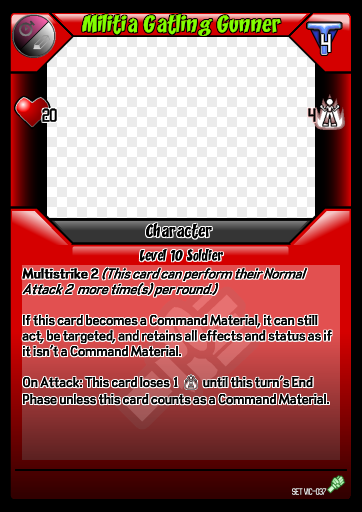 Militia Gatling Gunner
T
4
20
4
Character
Level 10 Soldier
Multistrike 2 (This card can perform their Normal
Attack 2 more time(s) per round.)
If this card becomes a Command Material, it can still
act, be targeted, and retains all effects and status as if
it isn't a Command Material.
On Attack: This card loses 1 until this turn's End
Phase unless this card counts as a Command Material.
SET VIC-037